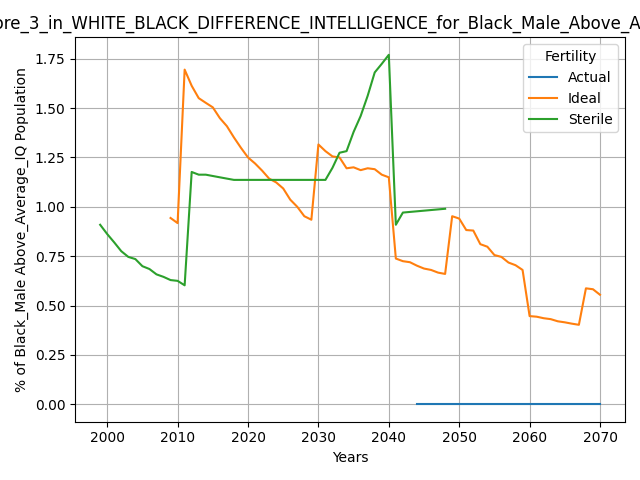 ore_3_in_WHITE_BLACK_DIFFERENCE_INTELLIGENCE_for_Black_Male_Above_A
Fertility
Actual
Ideal
Sterile
% of Black_Male Above_Average_IQ Population
1.75
1.50
1.25
1.00
0.75
0.50
0.25
0.00
2000 2010 2020 2030 2040 2050 2060 2070
Years